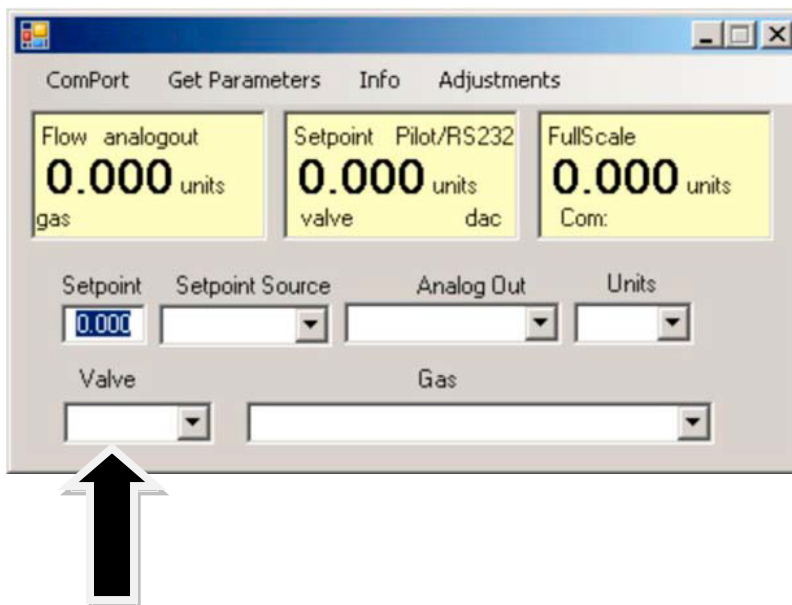 ComPort Get Parameters Info Adjustments
Flow analogout Setpoint Pilot/RS232 FullScale
0.000 units 0.000 units 0.000 units
gas valve dac Com:
Setpoint Setpoint Source Analog Out Units
0.000
Valve Gas